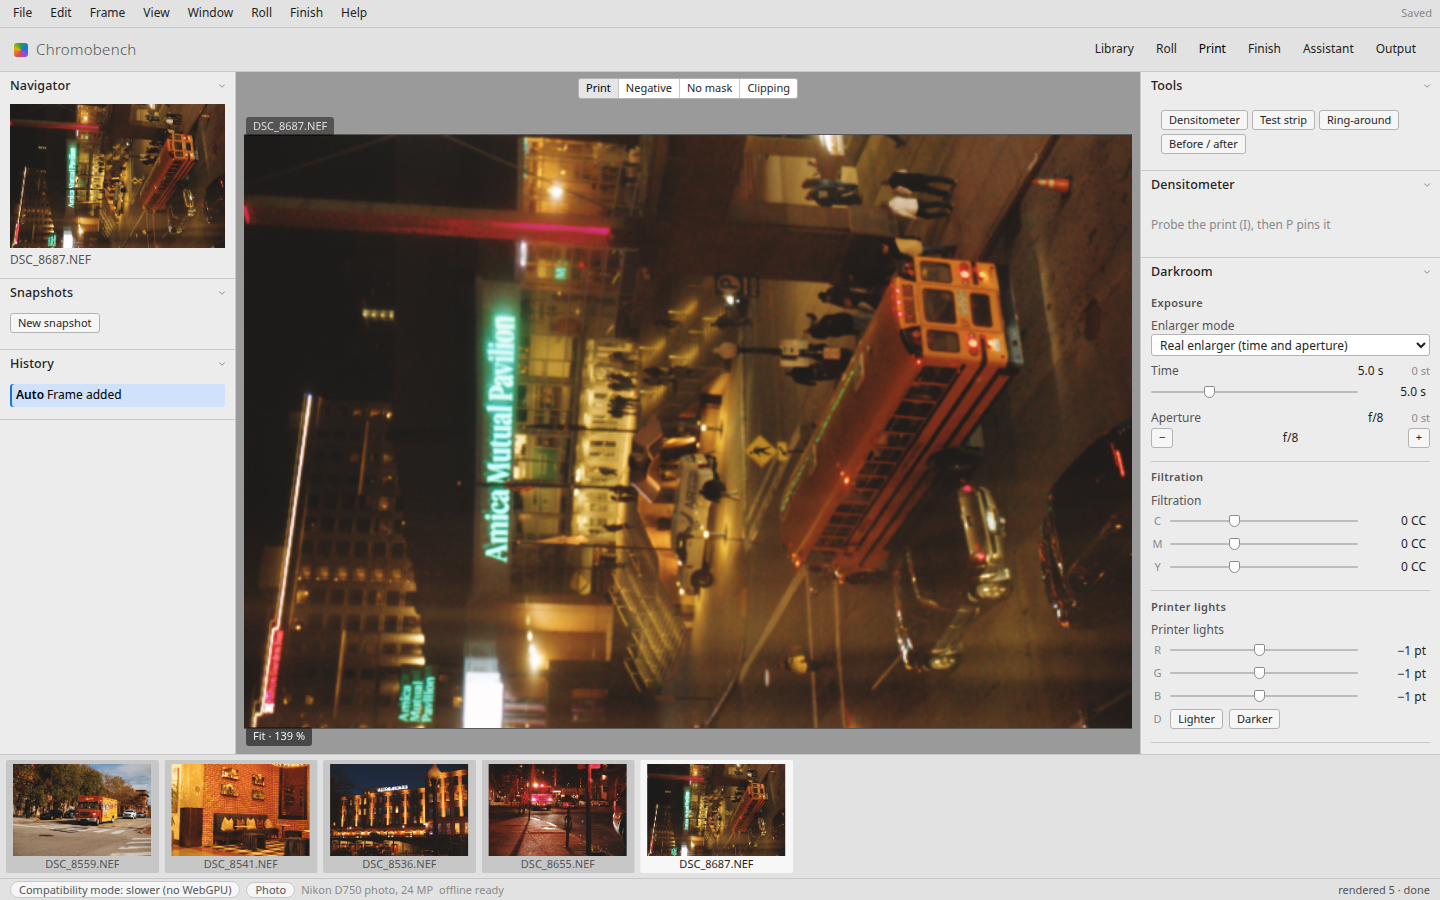 File Edit Frame View Window Roll Finish Help
Saved
Chromobench
Library Roll Print Finish Assistant Output
Navigator
DSC_8687.NEF
Snapshots
New snapshot
History
Auto Frame added
Print Negative No mask Clipping
DSC_8687.NEF
Amica Mutual Pavilion
Amica
Mutual
Pavilion
Fit · 139 %
Tools
Densitometer Test strip Ring-around
Before / after
Densitometer
Probe the print (I), then P pins it
Darkroom
Exposure
Enlarger mode
Real enlarger (time and aperture)
Time 5.0 s 0 st
5.0 s
Aperture f/8 0 st
− f/8 +
Filtration
Filtration
C 0 CC
M 0 CC
Y 0 CC
Printer lights
Printer lights
R −1 pt
G −1 pt
B −1 pt
D Lighter Darker
DSC_8559.NEF DSC_8541.NEF DSC_8536.NEF DSC_8655.NEF DSC_8687.NEF
Compatibility mode: slower (no WebGPU) Photo Nikon D750 photo, 24 MP offline ready
rendered 5 · done